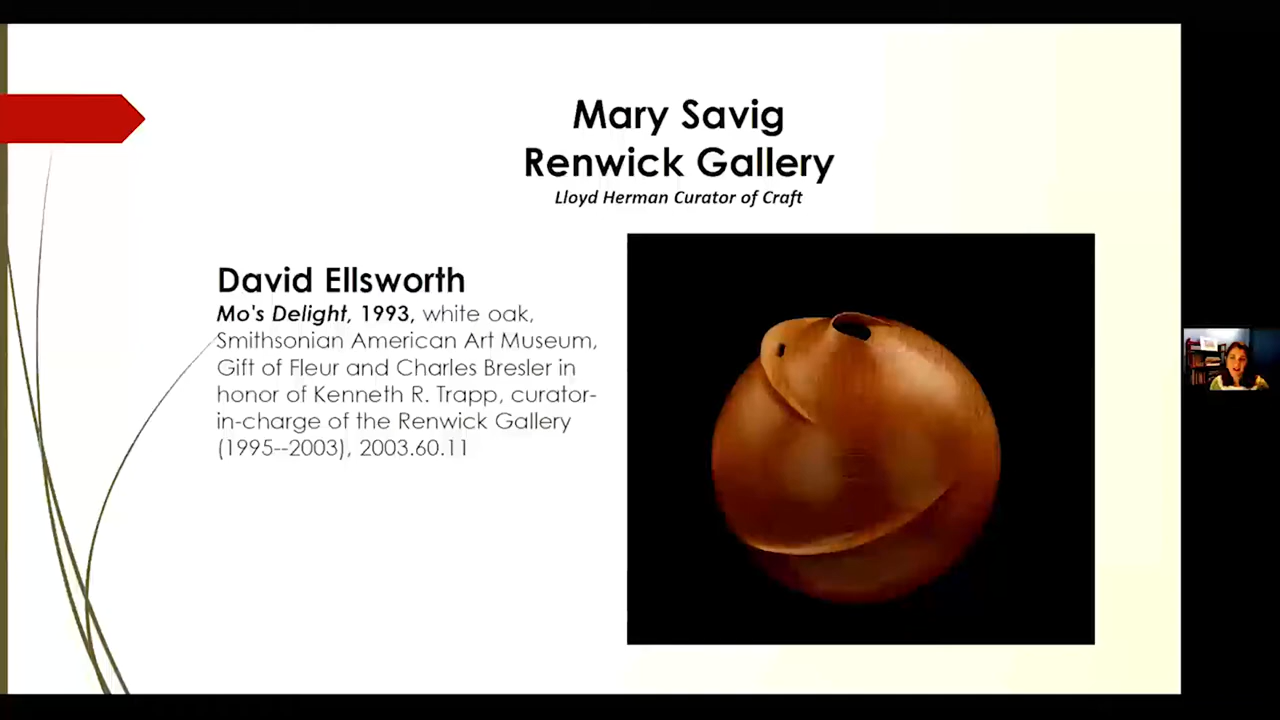 Mary Savig
Renwick Gallery
Lloyd Herman Curator of Craft
David Ellsworth
Mo's Delight, 1993, white oak,
Smithsonian American Art Museum,
Gift of Fleur and Charles Bresler in
honor of Kenneth R. Trapp, curator-
in-charge of the Renwick Gallery
(1995--2003), 2003.60.11